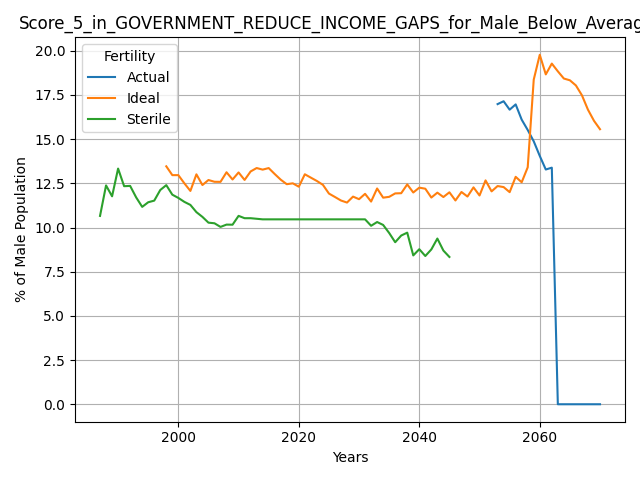 Score_5_in_GOVERNMENT_REDUCE_INCOME_GAPS_for_Male_Below_Averag
Fertility
Actual
Ideal
Sterile
% of Male Population
20.0
17.5
15.0
12.5
10.0
7.5
5.0
2.5
0.0
2000 2020 2040 2060
Years